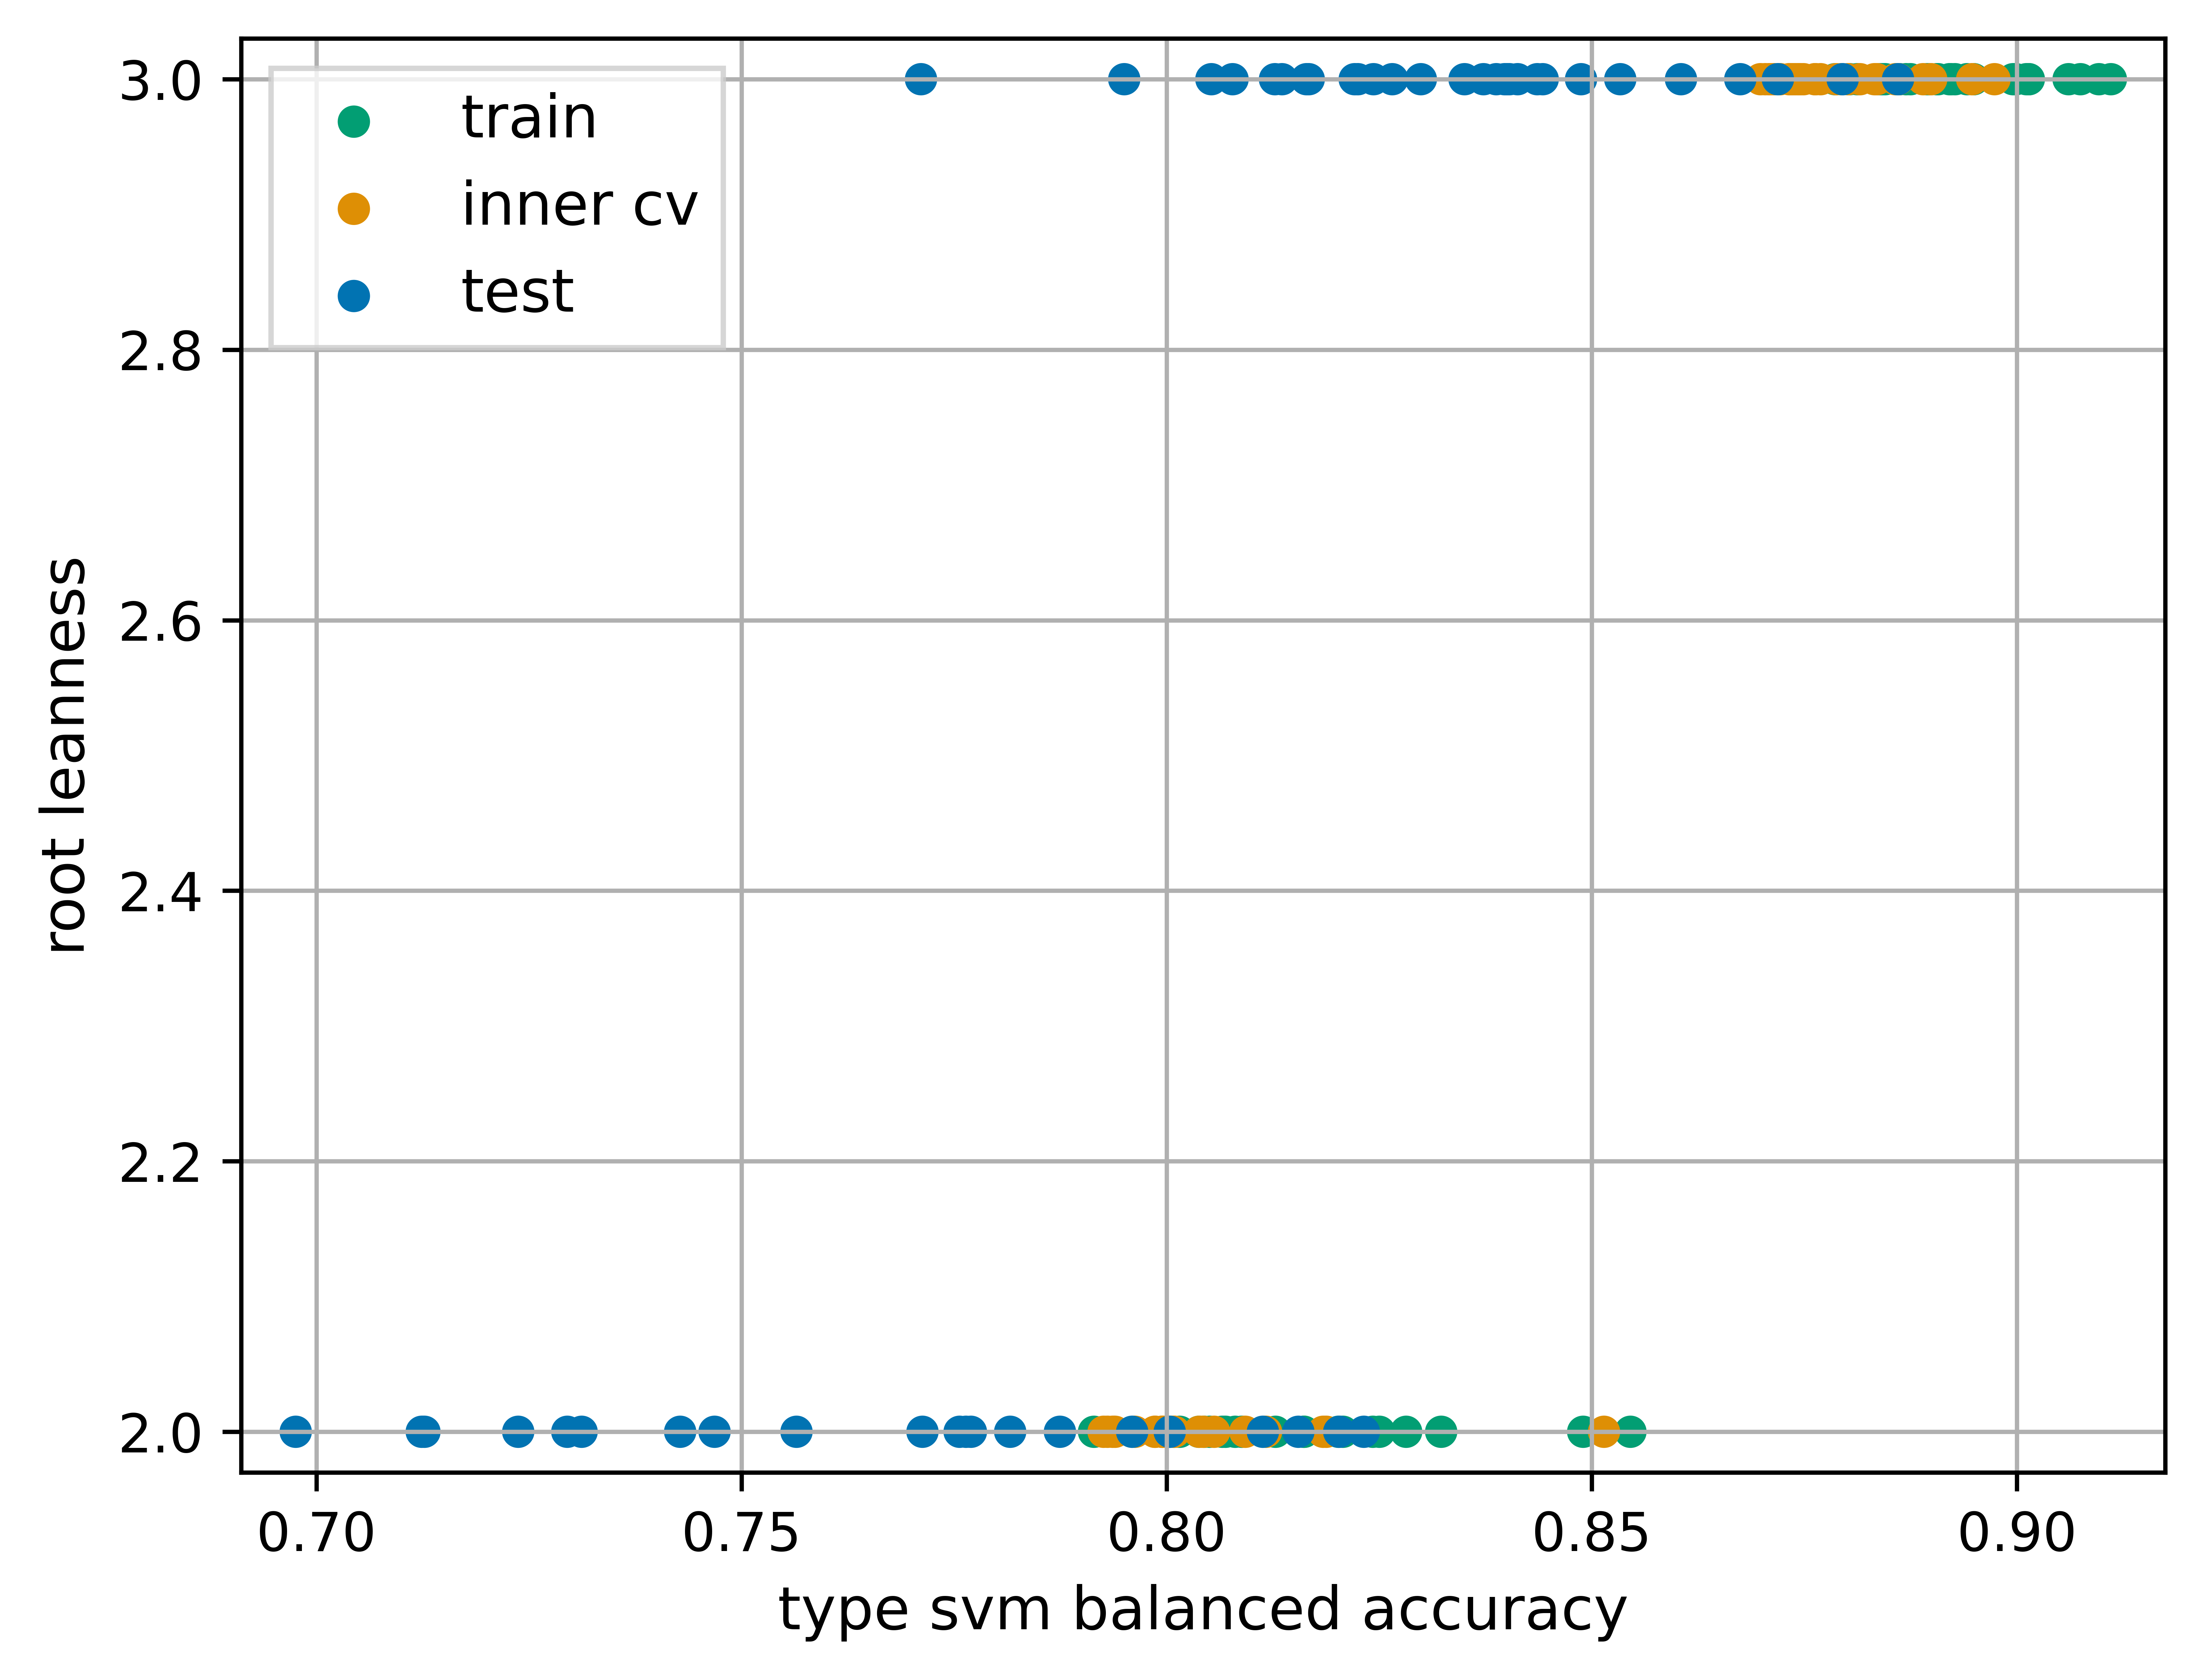 3.0
2.8
2.6
2.4
2.2
2.0
root leanness
train
inner cv
test
0.70 0.75 0.80 0.85 0.90
type svm balanced accuracy